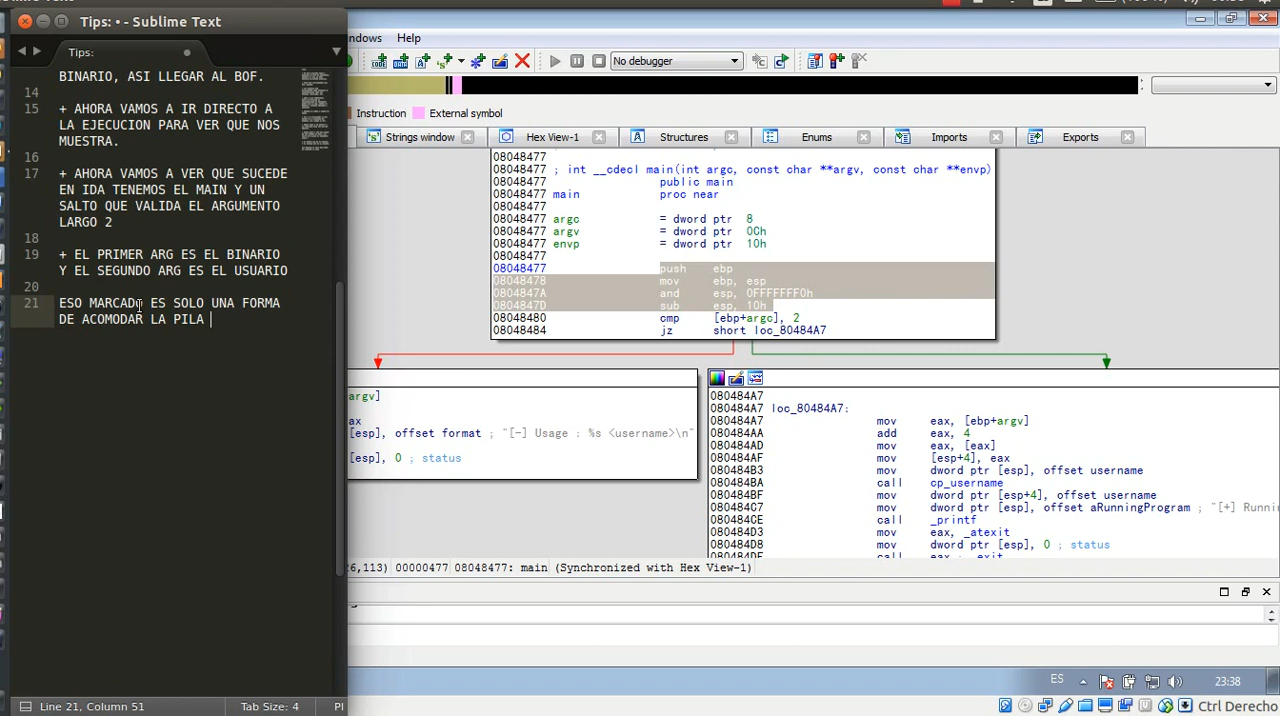 Tips: • - Sublime Text
Tips:
BINARIO, ASI LLEGAR AL BOF.
14
15 + AHORA VAMOS A IR DIRECTO A
LA EJECUCION PARA VER QUE NOS
MUESTRA.
16
17 + AHORA VAMOS A VER QUE SUCEDE
EN IDA TENEMOS EL MAIN Y UN
SALTO QUE VALIDA EL ARGUMENTO
LARGO 2
18
19 + EL PRIMER ARG ES EL BINARIO
Y EL SEGUNDO ARG ES EL USUARIO
20
21 ESO MARCADO ES SOLO UNA FORMA
DE ACOMODAR LA PILA
Line 21, Column 51
Tab Size: 4
Pl
ndows Help
No debugger
Instruction External symbol
Strings window Hex View-1 Structures Enums Imports Exports
08048477
08048477 ; int __cdecl main(int argc, const char **argv, const char **envp)
08048477 public main
08048477 main proc near
08048477
08048477 argc = dword ptr 8
08048477 argv = dword ptr 0Ch
08048477 envp = dword ptr 10h
08048477
08048477 push ebp
08048478 mov ebp, esp
0804847A and esp, 0FFFFFFF0h
0804847D sub esp, 10h
08048480 cmp [ebp+argc], 2
08048484 jz short loc_80484A7
argv]
ax
[esp], offset format ; "[-] Usage : %s <username>\n"
[esp], 0 ; status
080484A7
080484A7 loc_80484A7:
080484A7 mov eax, [ebp+argv]
080484AA add eax, 4
080484AD mov eax, [eax]
080484AF mov [esp+4], eax
080484B3 mov dword ptr [esp], offset username
080484BA call cp_username
080484BF mov dword ptr [esp+4], offset username
080484C7 mov dword ptr [esp], offset aRunningProgram ; "[+] Runni
080484CE call _printf
080484D3 mov eax, _atexit
080484D8 mov dword ptr [esp], 0 ; status
080484DF call eax ; exit
6,113) 00000477 08048477: main (Synchronized with Hex View-1)
ES
23:38
Ctrl Derecho